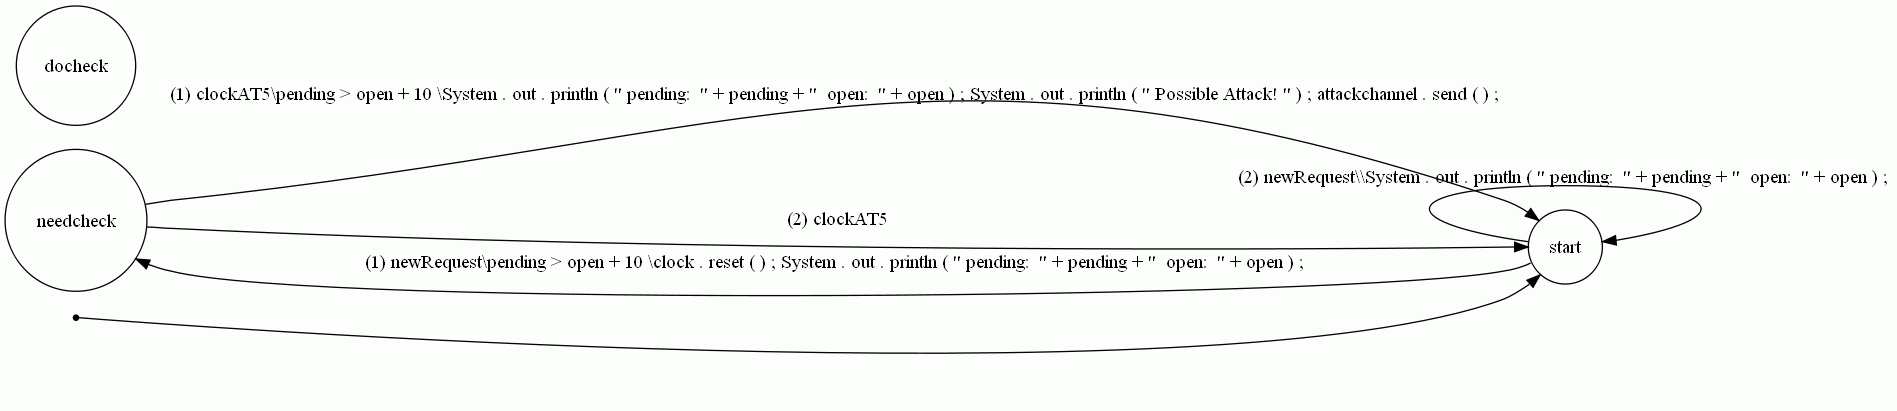 docheck
(1) clockAT5\pending > open + 10 \System . out . println ( " pending:  " + pending + "  open:  " + open ) ; System . out . println ( " Possible Attack! " ) ; attackchannel . send ( ) ;
(2) newRequest\\System . out . println ( " pending:  " + pending + "  open:  " + open ) ;
needcheck
(2) clockAT5
start
(1) newRequest\pending > open + 10 \clock . reset ( ) ; System . out . println ( " pending:  " + pending + "  open:  " + open ) ;